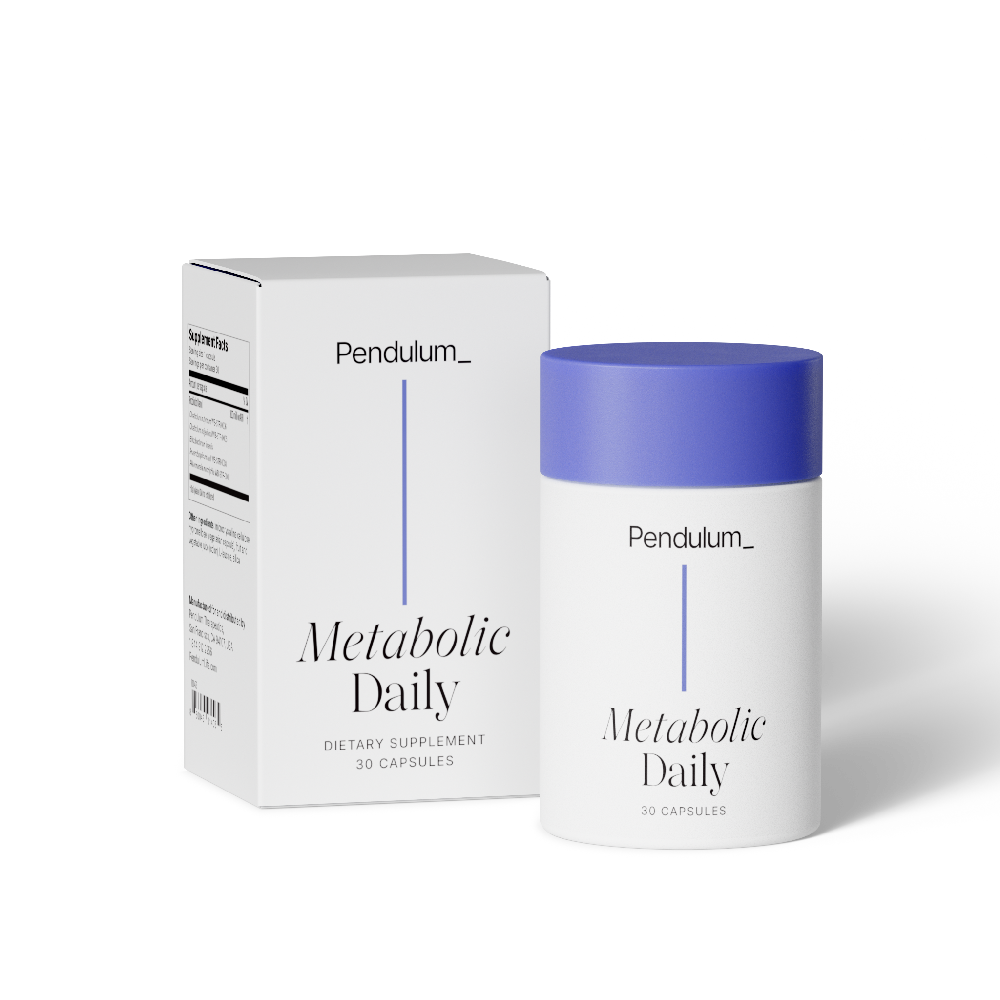 Supplement Facts
Serving size 1 capsule
Servings per container 30
Amount per capsule
% DV
Probiotic Blend
300 million AFU †
Clostridium butyricum WB-STR-0006
Clostridium beijerinckii WB-STR-0005
Bifidobacterium infantis
Anaerobutyricum hallii WB-STR-0008
Akkermansia muciniphila WB-STR-0001
† Daily Value (DV) not established
Other ingredients: microcrystalline cellulose,
hypromellose (vegetarian capsule), fruit and
vegetable juice (color), L-leucine, silica
Manufactured for and distributed by
Pendulum Therapeutics,
San Francisco, CA 94107, USA
1.844.912.2256
PendulumLife.com
8 50043 01406 5
Pendulum_
Metabolic
Daily
DIETARY SUPPLEMENT
30 CAPSULES
Pendulum_
Metabolic
Daily
30 CAPSULES